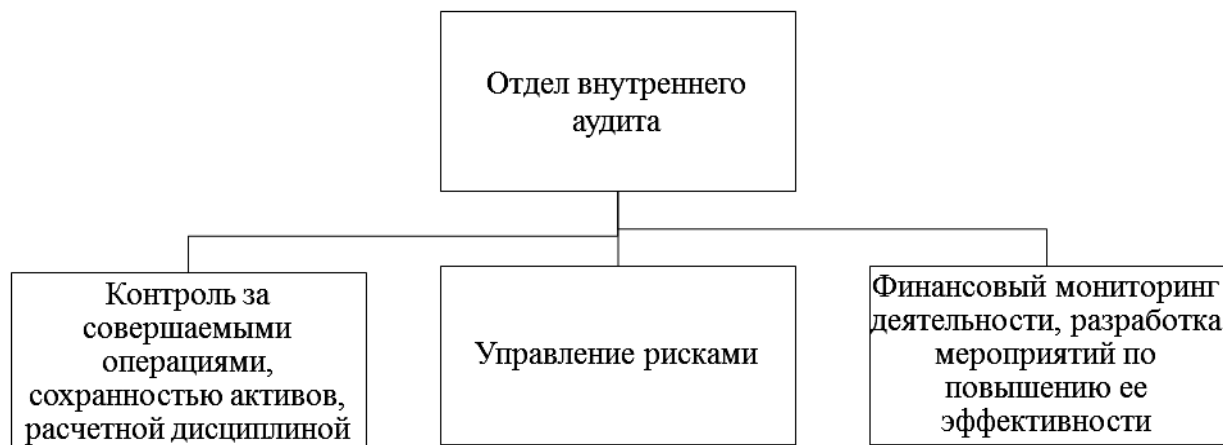 Отдел внутреннего
аудита
Контроль за
совершаемыми
операциями,
сохранностью активов,
расчетной дисциплиной
Управление рисками
Финансовый мониторинг
деятельности, разработка
мероприятий по
повышению ее
эффективности